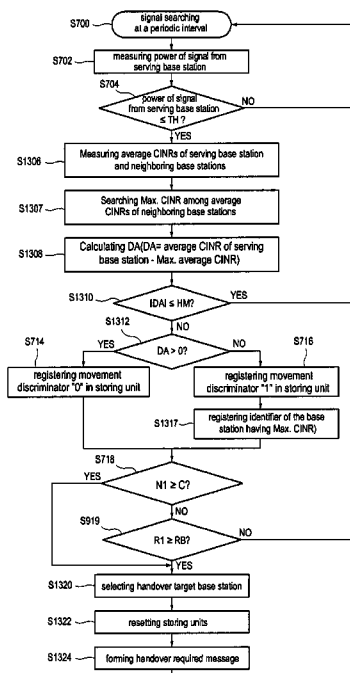 S700
signal searching
at a periodic interval
S702
measuring power of signal from
serving base station
S704
power of signal
from serving base station
≤ TH ?
NO
YES
S1306
Measuring average CINRs of serving base station
and neighboring base stations
S1307
Searching Max. CINR among average
CINRs of neighboring base stations
S1308
Calculating DA(DA= average CINR of serving
base station - Max. average CINR)
S1310
IDAI ≤ HM?
YES
NO
S1312
S714
YES
DA > 0?
NO
S716
registering movement
discriminator "0" in storing unit
registering movement
discriminator "1" in storing unit
S1317
registering identifier of the base
station having Max. CINR)
S718
YES
N1 ≥ C?
NO
S919
R1 ≥ RB?
NO
YES
S1320
selecting handover target base station
S1322
resetting storing units
S1324
forming handover required message